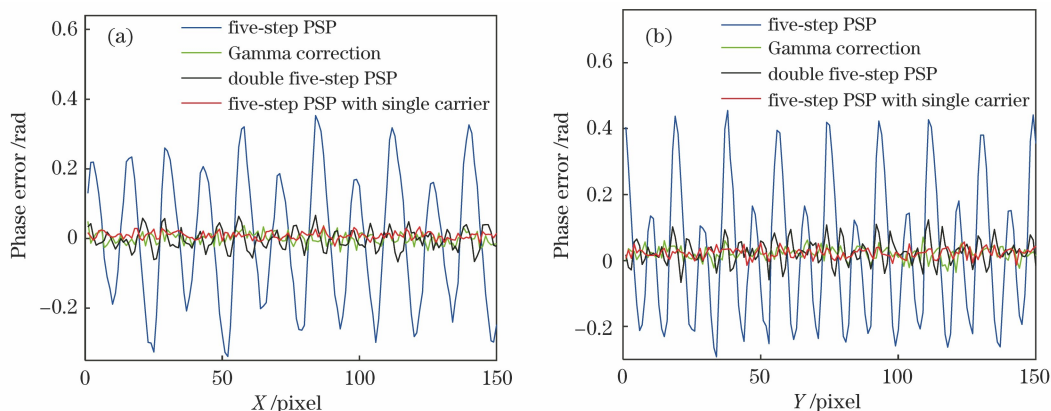 (a)
five-step PSP
Gamma correction
double five-step PSP
five-step PSP with single carrier
Phase error /rad
0.6
0.4
0.2
0
−0.2
0
50
100
150
X /pixel
(b)
five-step PSP
Gamma correction
double five-step PSP
five-step PSP with single carrier
Phase error /rad
0.6
0.4
0.2
0
−0.2
0
50
100
150
Y /pixel